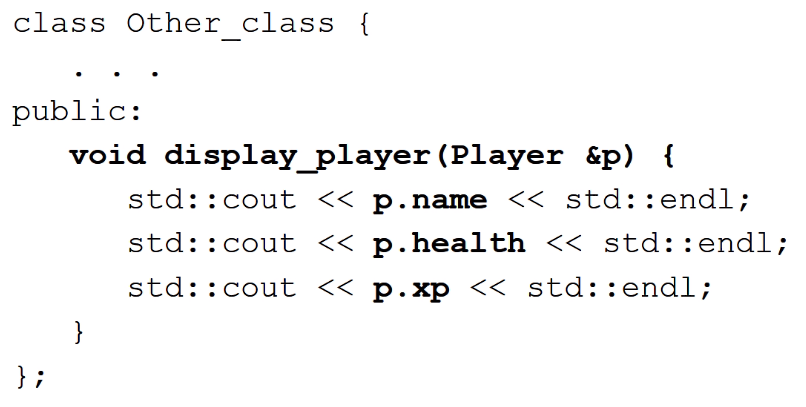 class Other_class {
. . .
public:
void display_player(Player &p) {
std::cout << p.name << std::endl;
std::cout << p.health << std::endl;
std::cout << p.xp << std::endl;
}
};